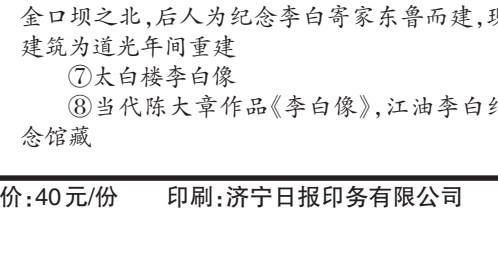 金口坝之北,后人为纪念李白寄家东鲁而建,现
建筑为道光年间重建
⑦太白楼李白像
⑧当代陈大章作品《李白像》,江油李白纪
念馆藏
价:40元/份 印刷:济宁日报印务有限公司